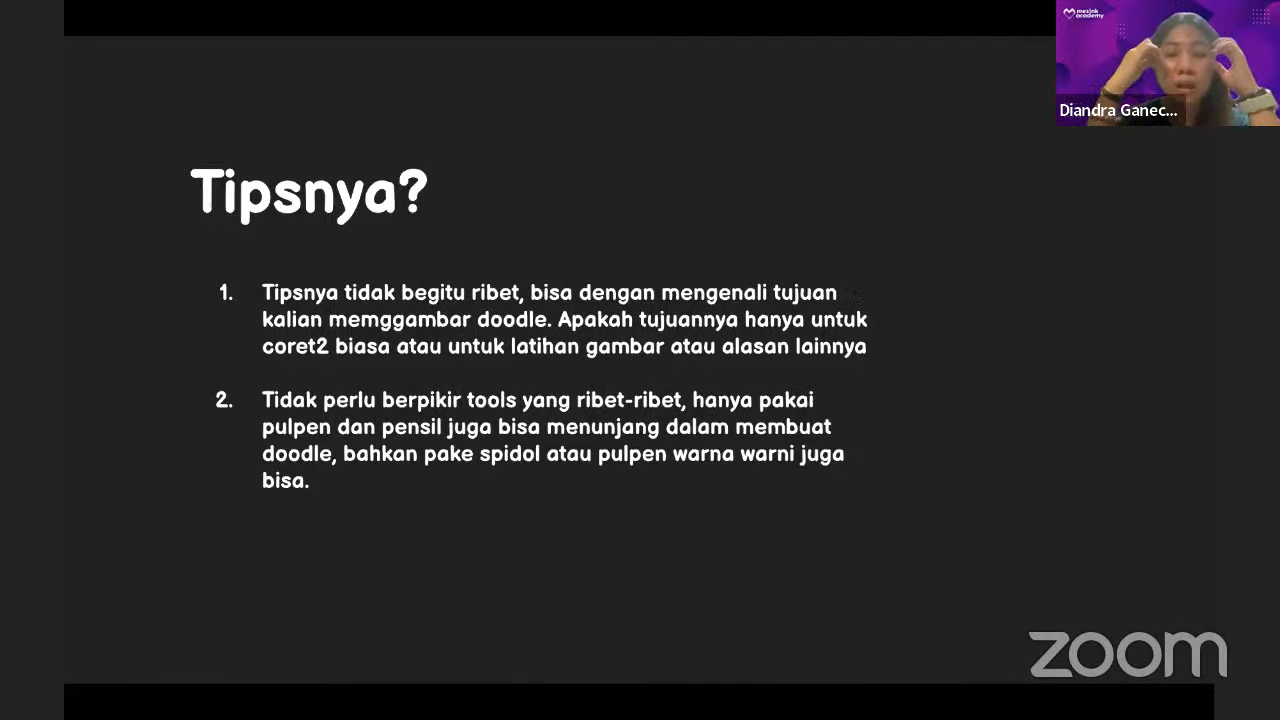 mezink
academy
Diandra Ganec...
Tipsnya?
1. Tipsnya tidak begitu ribet, bisa dengan mengenali tujuan
kalian memggambar doodle. Apakah tujuannya hanya untuk
coret2 biasa atau untuk latihan gambar atau alasan lainnya
2. Tidak perlu berpikir tools yang ribet-ribet, hanya pakai
pulpen dan pensil juga bisa menunjang dalam membuat
doodle, bahkan pake spidol atau pulpen warna warni juga
bisa.
zoom